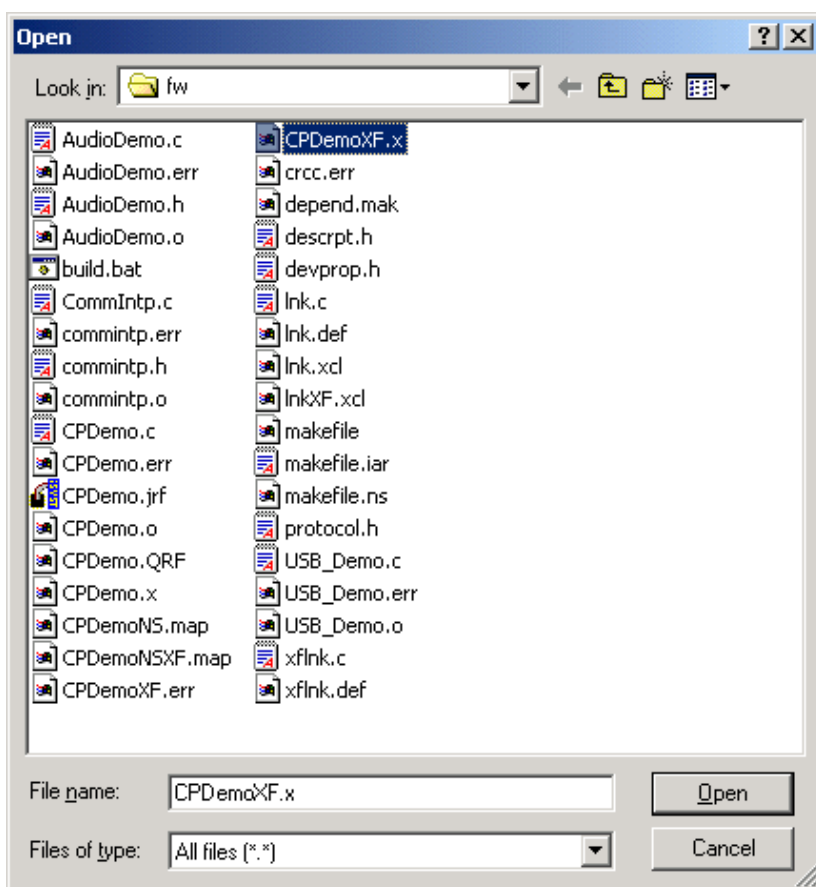 Open
Look in: fw
AudioDemo.c
AudioDemo.err
AudioDemo.h
AudioDemo.o
build.bat
CommIntp.c
commintp.err
commintp.h
commintp.o
CPDemo.c
CPDemo.err
CPDemo.jrf
CPDemo.o
CPDemo.QRF
CPDemo.x
CPDemoNS.map
CPDemoNSXF.map
CPDemoXF.err
CPDemoXF.x
crcc.err
depend.mak
descrpt.h
devprop.h
lnk.c
lnk.def
lnk.xcl
lnkXF.xcl
makefile
makefile.iar
makefile.ns
protocol.h
USB_Demo.c
USB_Demo.err
USB_Demo.o
xflnk.c
xflnk.def
File name: CPDemoXF.x Open
Files of type: All files (*.*) Cancel